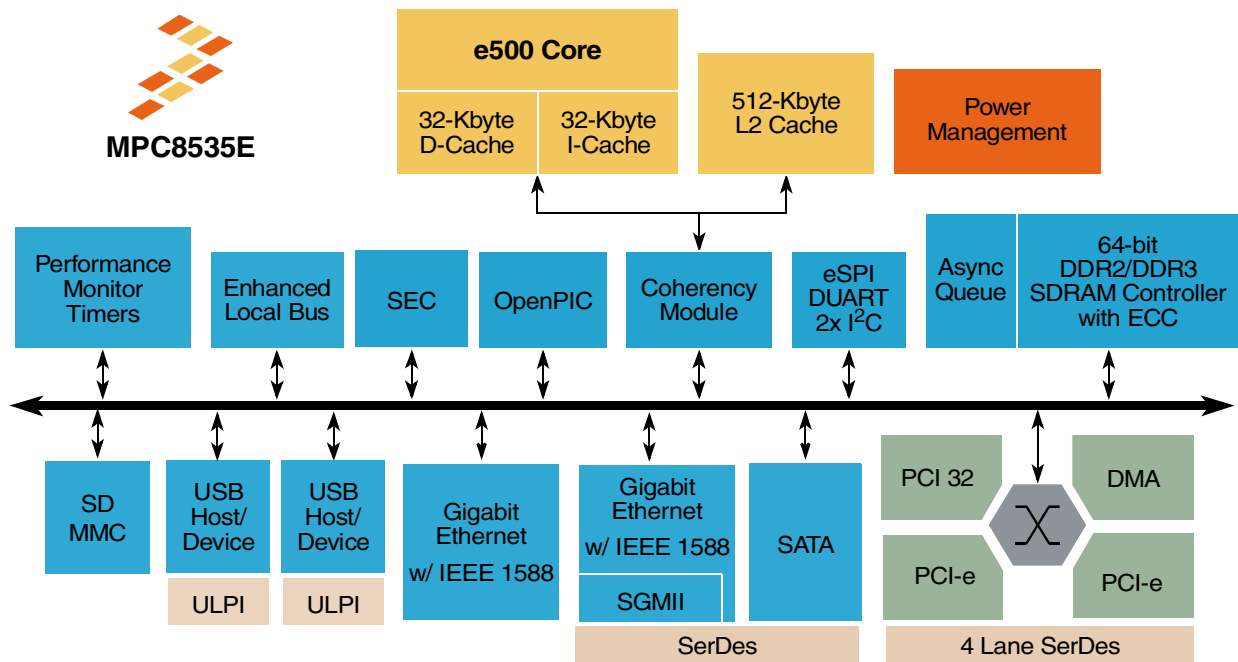 MPC8535E
e500 Core
32-Kbyte
D-Cache
32-Kbyte
I-Cache
512-Kbyte
L2 Cache
Power
Management
Performance
Monitor
Timers
Enhanced
Local Bus
SEC
OpenPIC
Coherency
Module
eSPI
DUART
2x I²C
Async
Queue
64-bit
DDR2/DDR3
SDRAM Controller
with ECC
SD
MMC
USB
Host/
Device
ULPI
USB
Host/
Device
ULPI
Gigabit
Ethernet
w/ IEEE 1588
Gigabit
Ethernet
w/ IEEE 1588
SGMII
SATA
SerDes
PCI 32
DMA
PCI-e
PCI-e
4 Lane SerDes